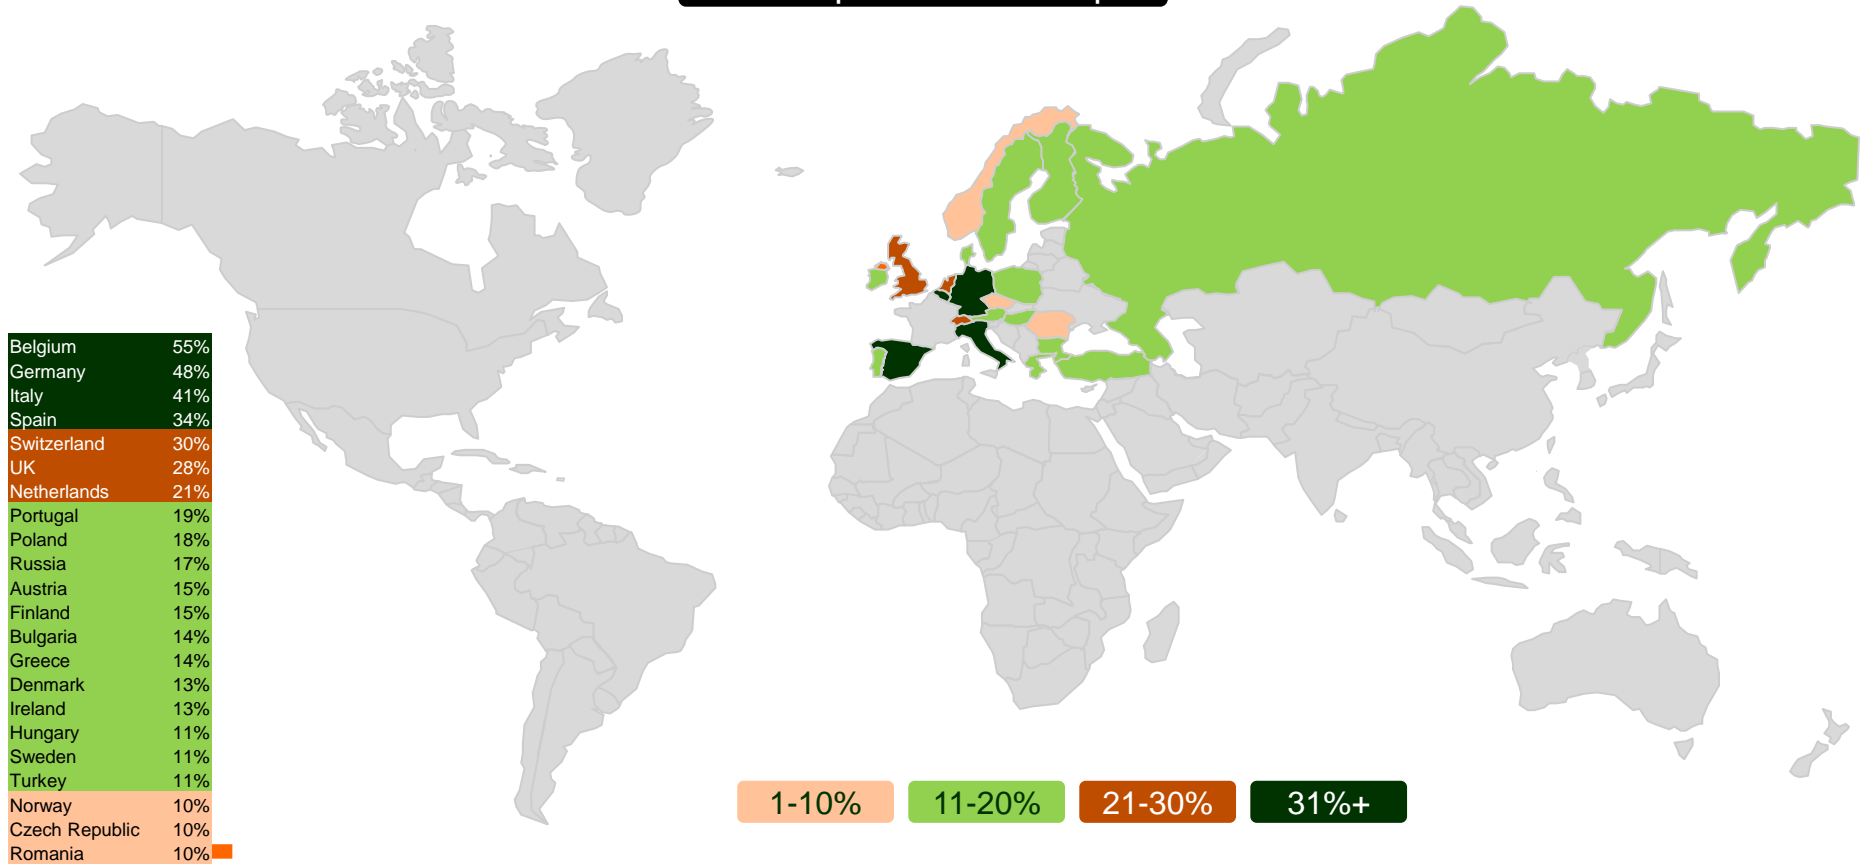 Belgium 55%
Germany 48%
Italy 41%
Spain 34%
Switzerland 30%
UK 28%
Netherlands 21%
Portugal 19%
Poland 18%
Russia 17%
Austria 15%
Finland 15%
Bulgaria 14%
Greece 14%
Denmark 13%
Ireland 13%
Hungary 11%
Sweden 11%
Turkey 11%
Norway 10%
Czech Republic 10%
Romania 10%
1-10% 11-20% 21-30% 31%+